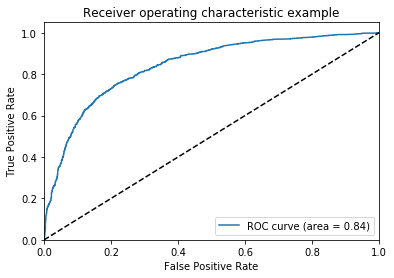 Receiver operating characteristic example
1.0
0.8
0.6
0.4
0.2
0.0
True Positive Rate
ROC curve (area = 0.84)
0.0 0.2 0.4 0.6 0.8 1.0
False Positive Rate